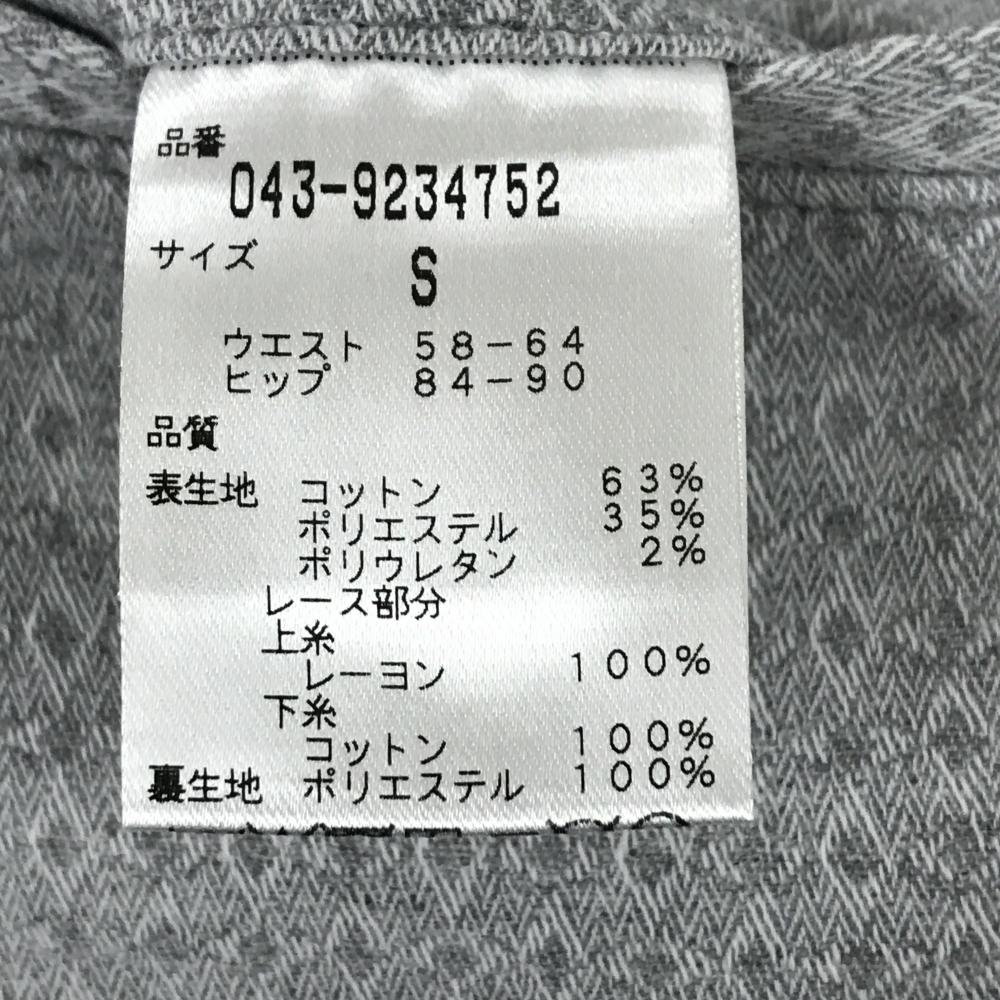 品番
043-9234752
サイズ S
ウエスト 58-64
ヒップ 84-90
品質
表生地 コットン 63%
ポリエステル 35%
ポリウレタン 2%
レース部分
上糸
レーヨン 100%
下糸
コットン 100%
裏生地 ポリエステル 100%